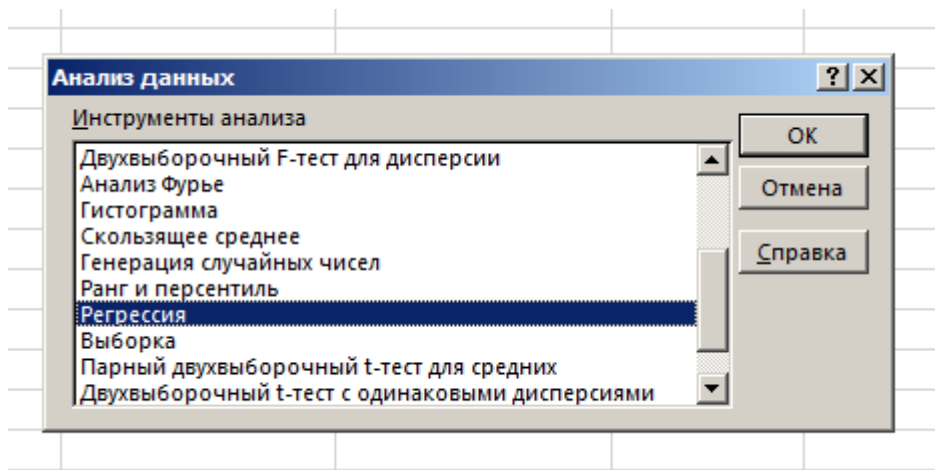 Анализ данных
Инструменты анализа
Двухвыборочный F-тест для дисперсии
Анализ Фурье
Гистограмма
Скользящее среднее
Генерация случайных чисел
Ранг и персентиль
Регрессия
Выборка
Парный двухвыборочный t-тест для средних
Двухвыборочный t-тест с одинаковыми дисперсиями
ОК
Отмена
Справка